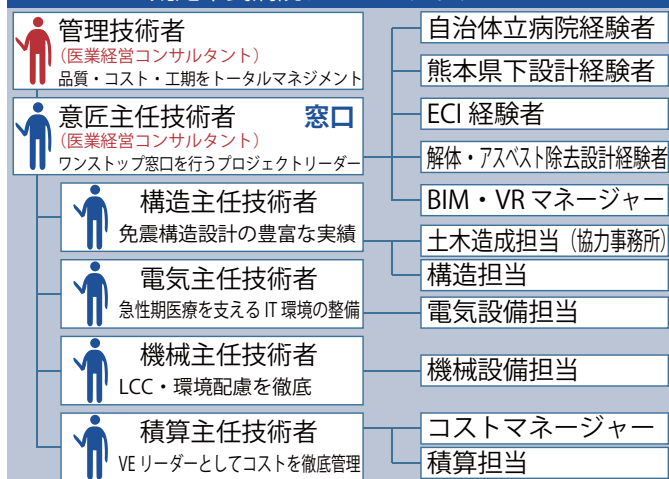 管理技術者
(医業経営コンサルタント)
品質・コスト・工期をトータルマネジメント
意匠主任技術者 窓口
(医業経営コンサルタント)
ワンストップ窓口を行うプロジェクトリーダー
構造主任技術者
免震構造設計の豊富な実績
電気主任技術者
急性期医療を支えるIT環境の整備
機械主任技術者
LCC・環境配慮を徹底
積算主任技術者
VEリーダーとしてコストを徹底管理
自治体立病院経験者
熊本県下設計経験者
ECI経験者
解体・アスベスト除去設計経験者
BIM・VRマネージャー
土木造成担当(協力事務所)
構造担当
電気設備担当
機械設備担当
コストマネージャー
積算担当